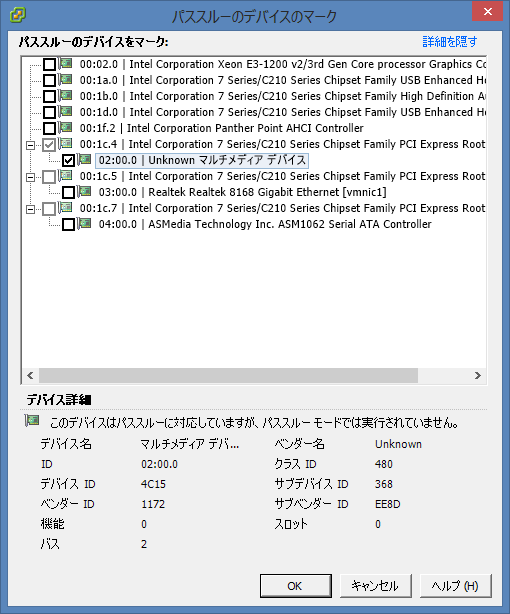 パススルーのデバイスのマーク
パススルーのデバイスをマーク: 詳細を隠す
00:02.0 | Intel Corporation Xeon E3-1200 v2/3rd Gen Core processor Graphics Co
00:1a.0 | Intel Corporation 7 Series/C210 Series Chipset Family USB Enhanced Ho
00:1b.0 | Intel Corporation 7 Series/C210 Series Chipset Family High Definition Au
00:1d.0 | Intel Corporation 7 Series/C210 Series Chipset Family USB Enhanced Ho
00:1f.2 | Intel Corporation Panther Point AHCI Controller
00:1c.4 | Intel Corporation 7 Series/C210 Series Chipset Family PCI Express Root
02:00.0 | Unknown マルチメディア デバイス
00:1c.5 | Intel Corporation 7 Series/C210 Series Chipset Family PCI Express Root
03:00.0 | Realtek Realtek 8168 Gigabit Ethernet [vmnic1]
00:1c.7 | Intel Corporation 7 Series/C210 Series Chipset Family PCI Express Root
04:00.0 | ASMedia Technology Inc. ASM1062 Serial ATA Controller
デバイス詳細
このデバイスはパススルーに対応していますが、パススルー モードでは実行されていません。
デバイス名 マルチメディア デバ... ベンダー名 Unknown
ID 02:00.0 クラス ID 480
デバイス ID 4C15 サブデバイス ID 368
ベンダー ID 1172 サブベンダー ID EE8D
機能 0 スロット 0
バス 2
OK キャンセル ヘルプ (H)